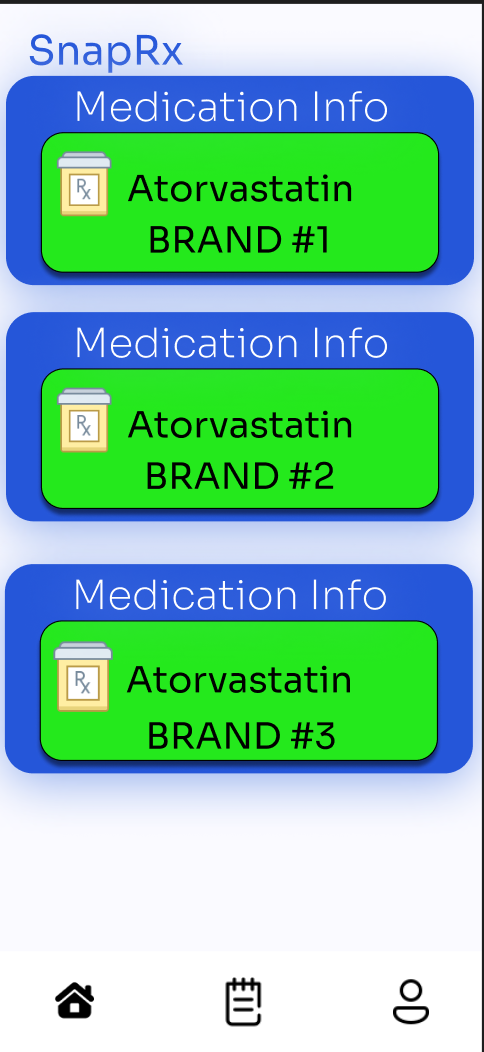 SnapRx
Medication Info
Rx
Atorvastatin
BRAND #1
Medication Info
Rx
Atorvastatin
BRAND #2
Medication Info
Rx
Atorvastatin
BRAND #3